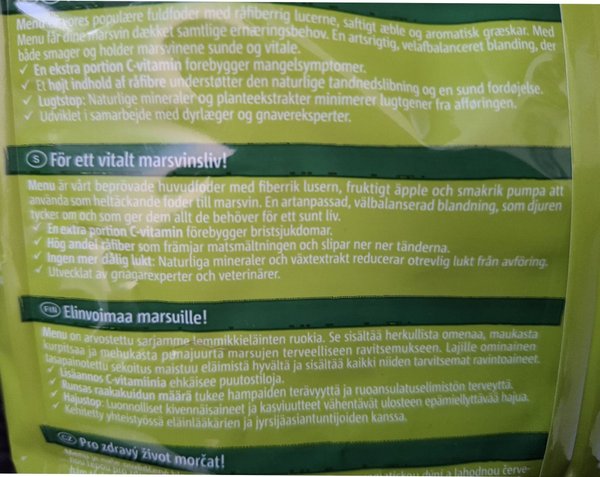 Menu vores populære fuldfoder med råfiberrig lucerne, saftigt æble og aromatisk græskar. Med
Menu får dine marsvin dækket samtlige ernæringsbehov. En artsrigtig, velafbalanceret blanding, der
både smager og holder marsvinene sunde og vitale.
✓ En ekstra portion C-vitamin forebygger mangelsymptomer.
✓ Et højt indhold af råfibre understøtter den naturlige tandnedslibning og en sund fordøjelse.
✓ Lugtstop: Naturlige mineraler og planteekstrakter minimerer lugtgener fra afføringen.
✓ Udviklet i samarbejde med dyrlæger og gnavereksperter.
S För ett vitalt marsvinsliv!
Menu är vårt beprövade huvudfoder med fiberrik lusern, fruktigt äpple och smakrik pumpa att
använda som heltäckande foder till marsvin. En artanpassad, välbalanserad blandning, som djuren
tycker om och som ger dem allt de behöver för ett sunt liv.
✓ En extra portion C-vitamin förebygger bristsjukdomar.
✓ Hög andel råfiber som främjar matsmältningen och slipar ner ner tänderna.
✓ Ingen mer dålig lukt: Naturliga mineraler och växtextrakt reducerar otrevlig lukt från avföring.
✓ Utvecklat av gnagarexperter och veterinärer.
FIN Elinvoimaa marsuille!
Menu on arvostettu sarjamme lemmikkieläinten ruokia. Se sisältää herkullista omenaa, maukasta
kurpitsaa ja mehukasta punajuurta marsujen terveelliseen ravitsemukseen. Lajille ominainen
tasapainotettu sekoitus maistuu eläimistä hyvältä ja sisältää kaikki niiden tarvitsemat ravintoaineet.
✓ Lisäannos C-vitamiinia ehkäisee puutostiloja.
✓ Runsas raakakuidun määrä tukee hampaiden terävyyttä ja ruoansulatuselimistön terveyttä.
✓ Hajustop: Luonnolliset kivennäisaineet ja kasviuutteet vähentävät ulosteen epämiellyttävää hajua.
✓ Kehitetty yhteistyössä eläinlääkärien ja jyrsijäasiantuntijoiden kanssa.
CZ Pro zdravý život morčat!
dýní a lahodnou červe-